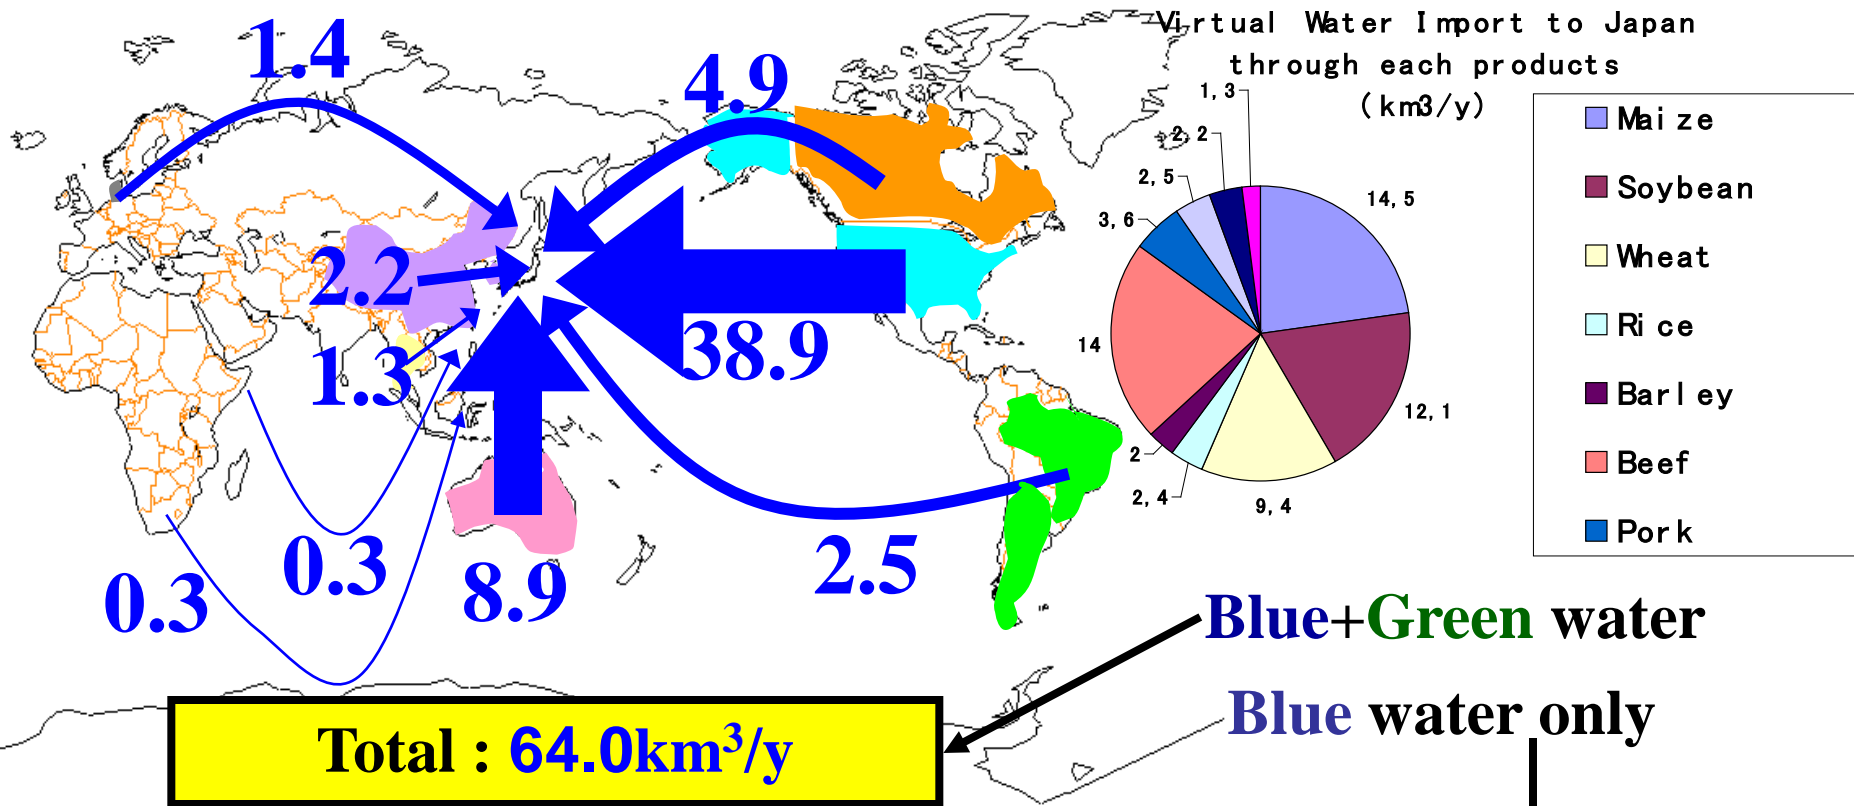 Virtual Water Import to Japan
through each products
(km3/y)
1.4
4.9
2.2
1.3
38.9
0.3
0.3
8.9
2.5
1,3
2,2
2,5
3,6
14
2
2,4
9,4
12,1
14,5
Maize
Soybean
Wheat
Rice
Barley
Beef
Pork
Blue+Green water
Blue water only
Total : 64.0km³/y